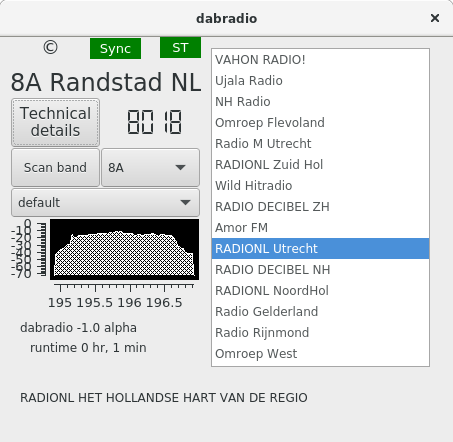 dabradio
©
Sync
ST
8A Randstad NL
Technical
details
8018
Scan band
8A
default
0
-10
-20
-30
-40
-50
-60
-70
195 195.5 196 196.5
dabradio -1.0 alpha
runtime 0 hr, 1 min
VAHON RADIO!
Ujala Radio
NH Radio
Omroep Flevoland
Radio M Utrecht
RADIONL Zuid Hol
Wild Hitradio
RADIO DECIBEL ZH
Amor FM
RADIONL Utrecht
RADIO DECIBEL NH
RADIONL NoordHol
Radio Gelderland
Radio Rijnmond
Omroep West
RADIONL HET HOLLANDSE HART VAN DE REGIO